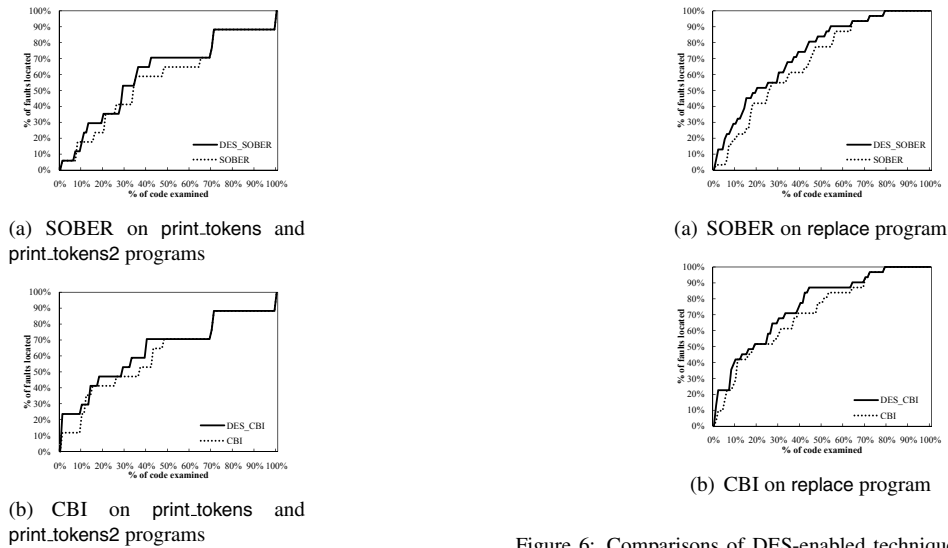 100%
90%
80%
70%
60%
50%
40%
30%
20%
10%
0%
% of faults located
DES_SOBER
SOBER
0% 10% 20% 30% 40% 50% 60% 70% 80% 90% 100%
% of code examined
(a) SOBER on print_tokens and
print_tokens2 programs
100%
90%
80%
70%
60%
50%
40%
30%
20%
10%
0%
% of faults located
DES_CBI
CBI
0% 10% 20% 30% 40% 50% 60% 70% 80% 90% 100%
% of code examined
(b) CBI on print_tokens and
print_tokens2 programs
100%
90%
80%
70%
60%
50%
40%
30%
20%
10%
0%
% of faults located
DES_SOBER
SOBER
0% 10% 20% 30% 40% 50% 60% 70% 80% 90% 100%
% of code examined
(a) SOBER on replace program
100%
90%
80%
70%
60%
50%
40%
30%
20%
10%
0%
% of faults located
DES_CBI
CBI
0% 10% 20% 30% 40% 50% 60% 70% 80% 90% 100%
% of code examined
(b) CBI on replace program
Figure 6: Comparisons of DES-enabled technique